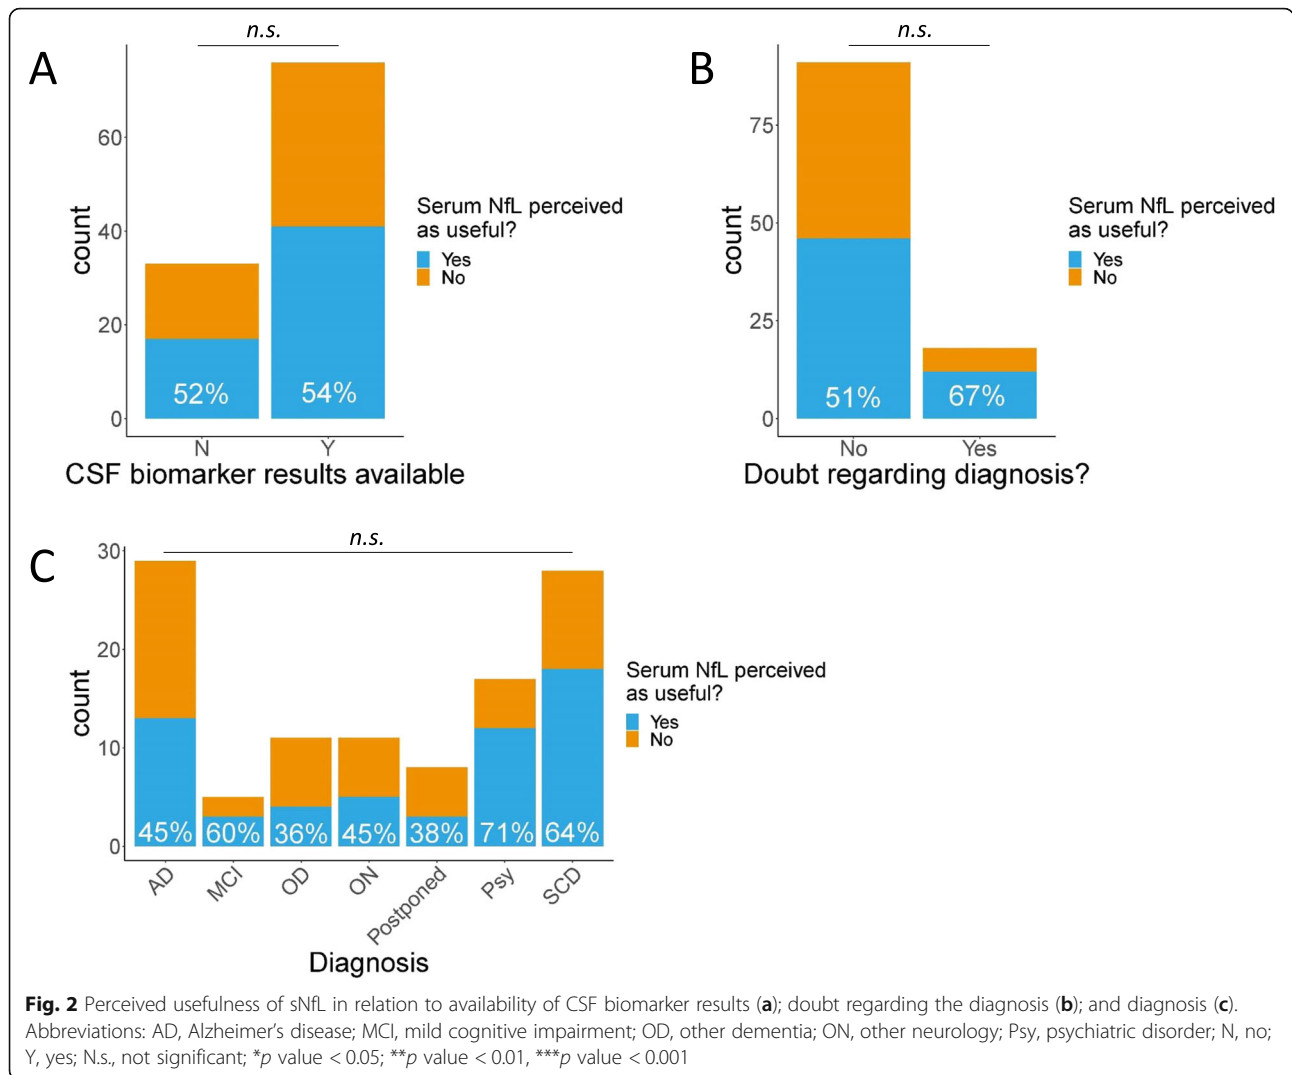 A
n.s.
count
60
40
20
0
52%
54%
N
Y
CSF biomarker results available
Serum NfL perceived
as useful?
Yes
No
B
n.s.
count
75
50
25
0
51%
67%
No
Yes
Doubt regarding diagnosis?
Serum NfL perceived
as useful?
Yes
No
C
n.s.
count
30
20
10
0
45%
60%
36%
45%
38%
71%
64%
AD
MCI
OD
ON
Postponed
Psy
SCD
Diagnosis
Serum NfL perceived
as useful?
Yes
No
Fig. 2 Perceived usefulness of sNfL in relation to availability of CSF biomarker results (a); doubt regarding the diagnosis (b); and diagnosis (c).
Abbreviations: AD, Alzheimer's disease; MCI, mild cognitive impairment; OD, other dementia; ON, other neurology; Psy, psychiatric disorder; N, no;
Y, yes; N.s., not significant; *p value < 0.05; **p value < 0.01, ***p value < 0.001